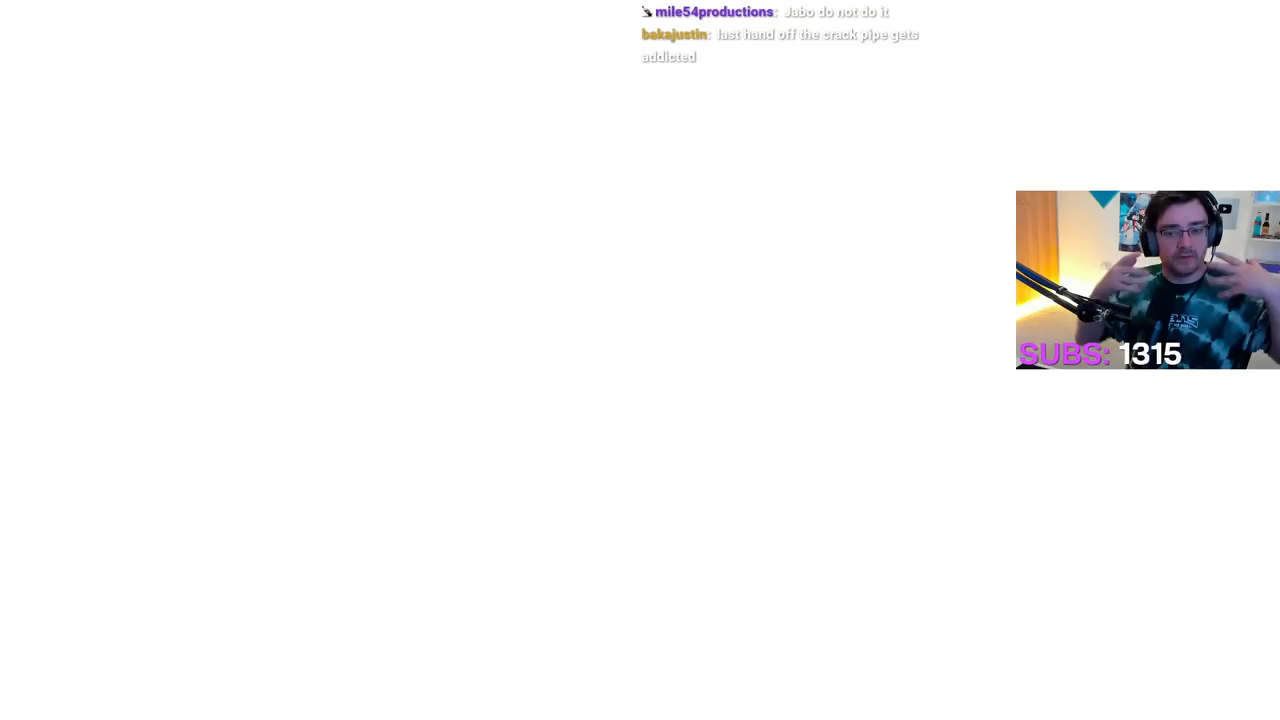 mile54productions: Jabo do not do it
bakajustin: last hand off the crack pipe gets
addicted
SUBS: 1315